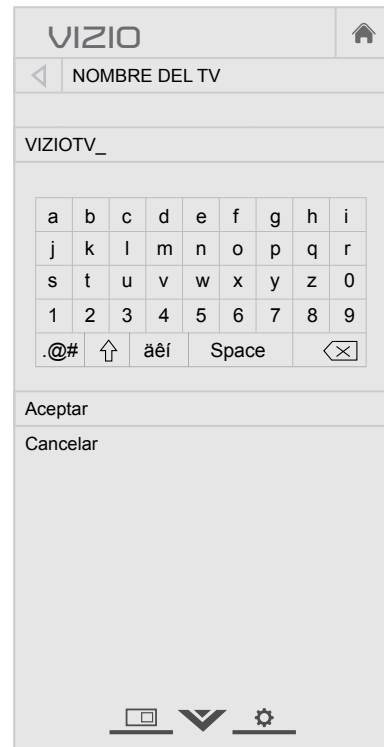 VIZIO
NOMBRE DEL TV
VIZIOTV_
a b c d e f g h i
j k l m n o p q r
s t u v w x y z 0
1 2 3 4 5 6 7 8 9
.@# äêí Space
Aceptar
Cancelar